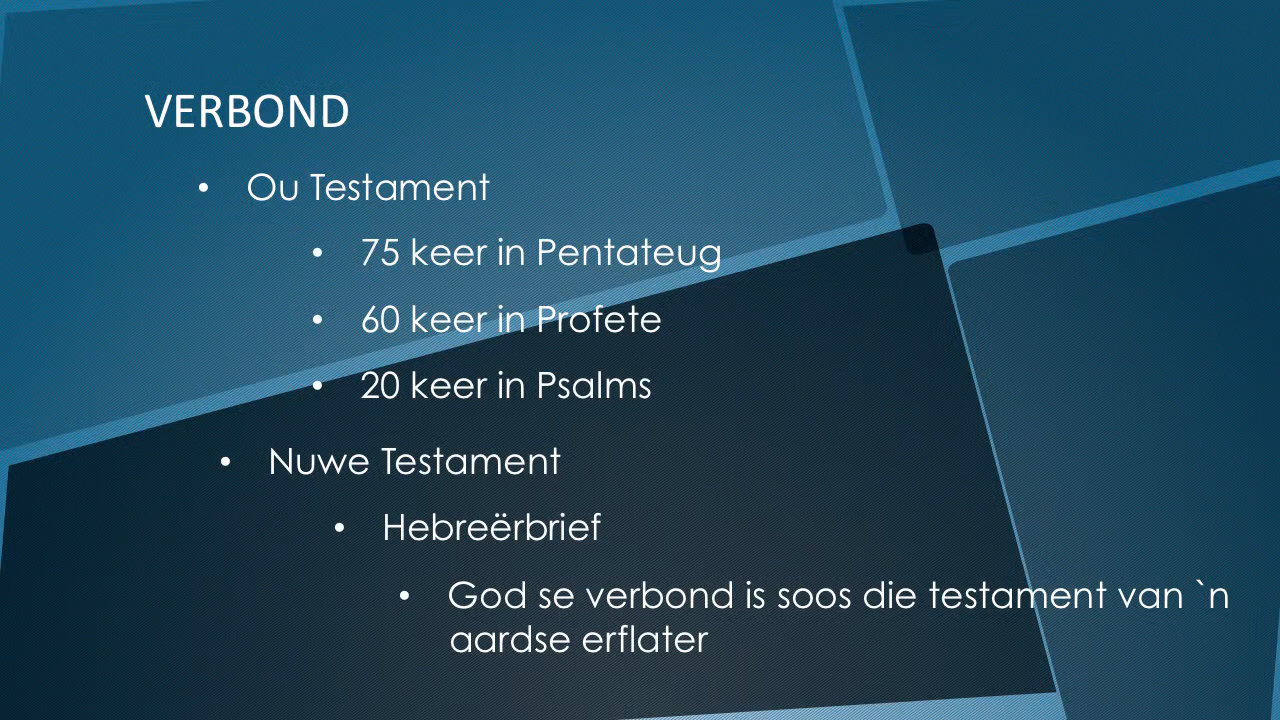 VERBOND
• Ou Testament
• 75 keer in Pentateug
• 60 keer in Profete
• 20 keer in Psalms
• Nuwe Testament
• Hebreërbrief
• God se verbond is soos die testament van `n
aardse erflater